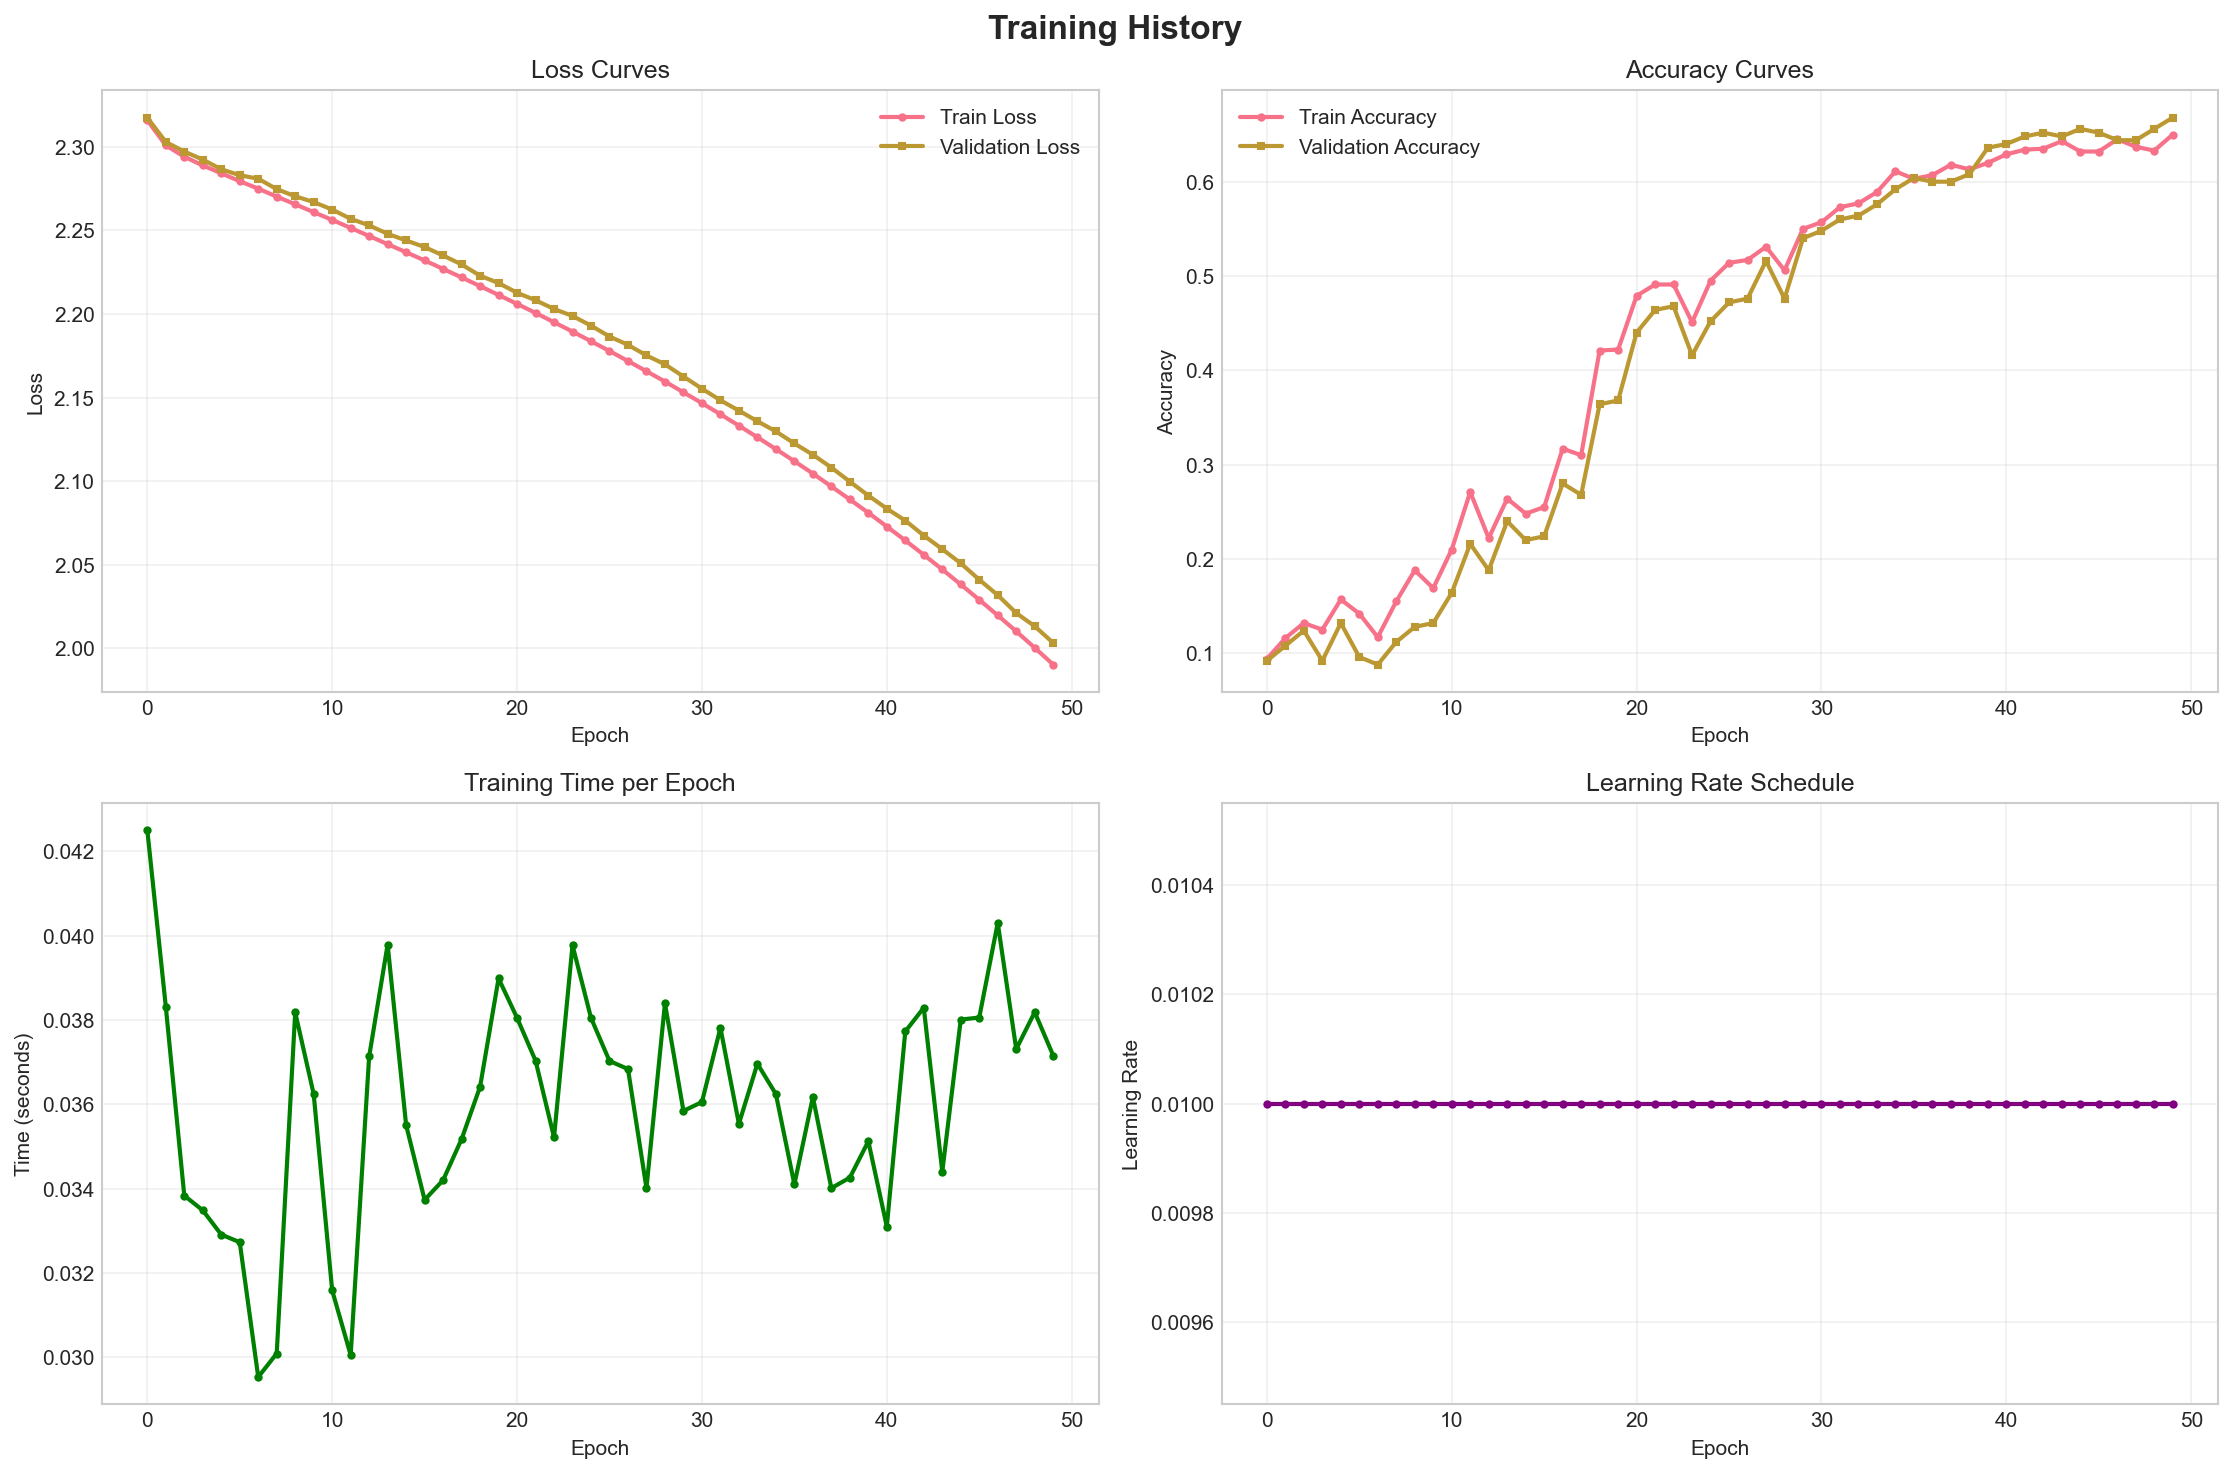 Training History
Loss Curves
Train Loss
Validation Loss
2.30
2.25
2.20
2.15
2.10
2.05
2.00
Loss
0 10 20 30 40 50
Epoch
Accuracy Curves
Train Accuracy
Validation Accuracy
0.6
0.5
0.4
0.3
0.2
0.1
Accuracy
0 10 20 30 40 50
Epoch
Training Time per Epoch
0.042
0.040
0.038
0.036
0.034
0.032
0.030
Time (seconds)
0 10 20 30 40 50
Epoch
Learning Rate Schedule
0.0104
0.0102
0.0100
0.0098
0.0096
Learning Rate
0 10 20 30 40 50
Epoch